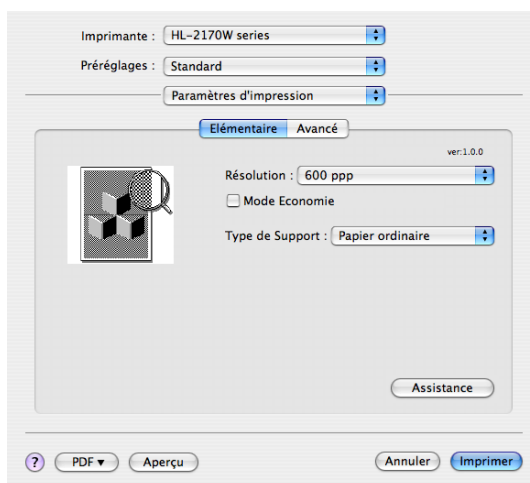 Imprimante : HL-2170W series
Préréglages : Standard
Paramètres d'impression
Elémentaire Avancé
ver:1.0.0
Résolution : 600 ppp
Mode Economie
Type de Support : Papier ordinaire
Assistance
? PDF ▼ Aperçu Annuler Imprimer